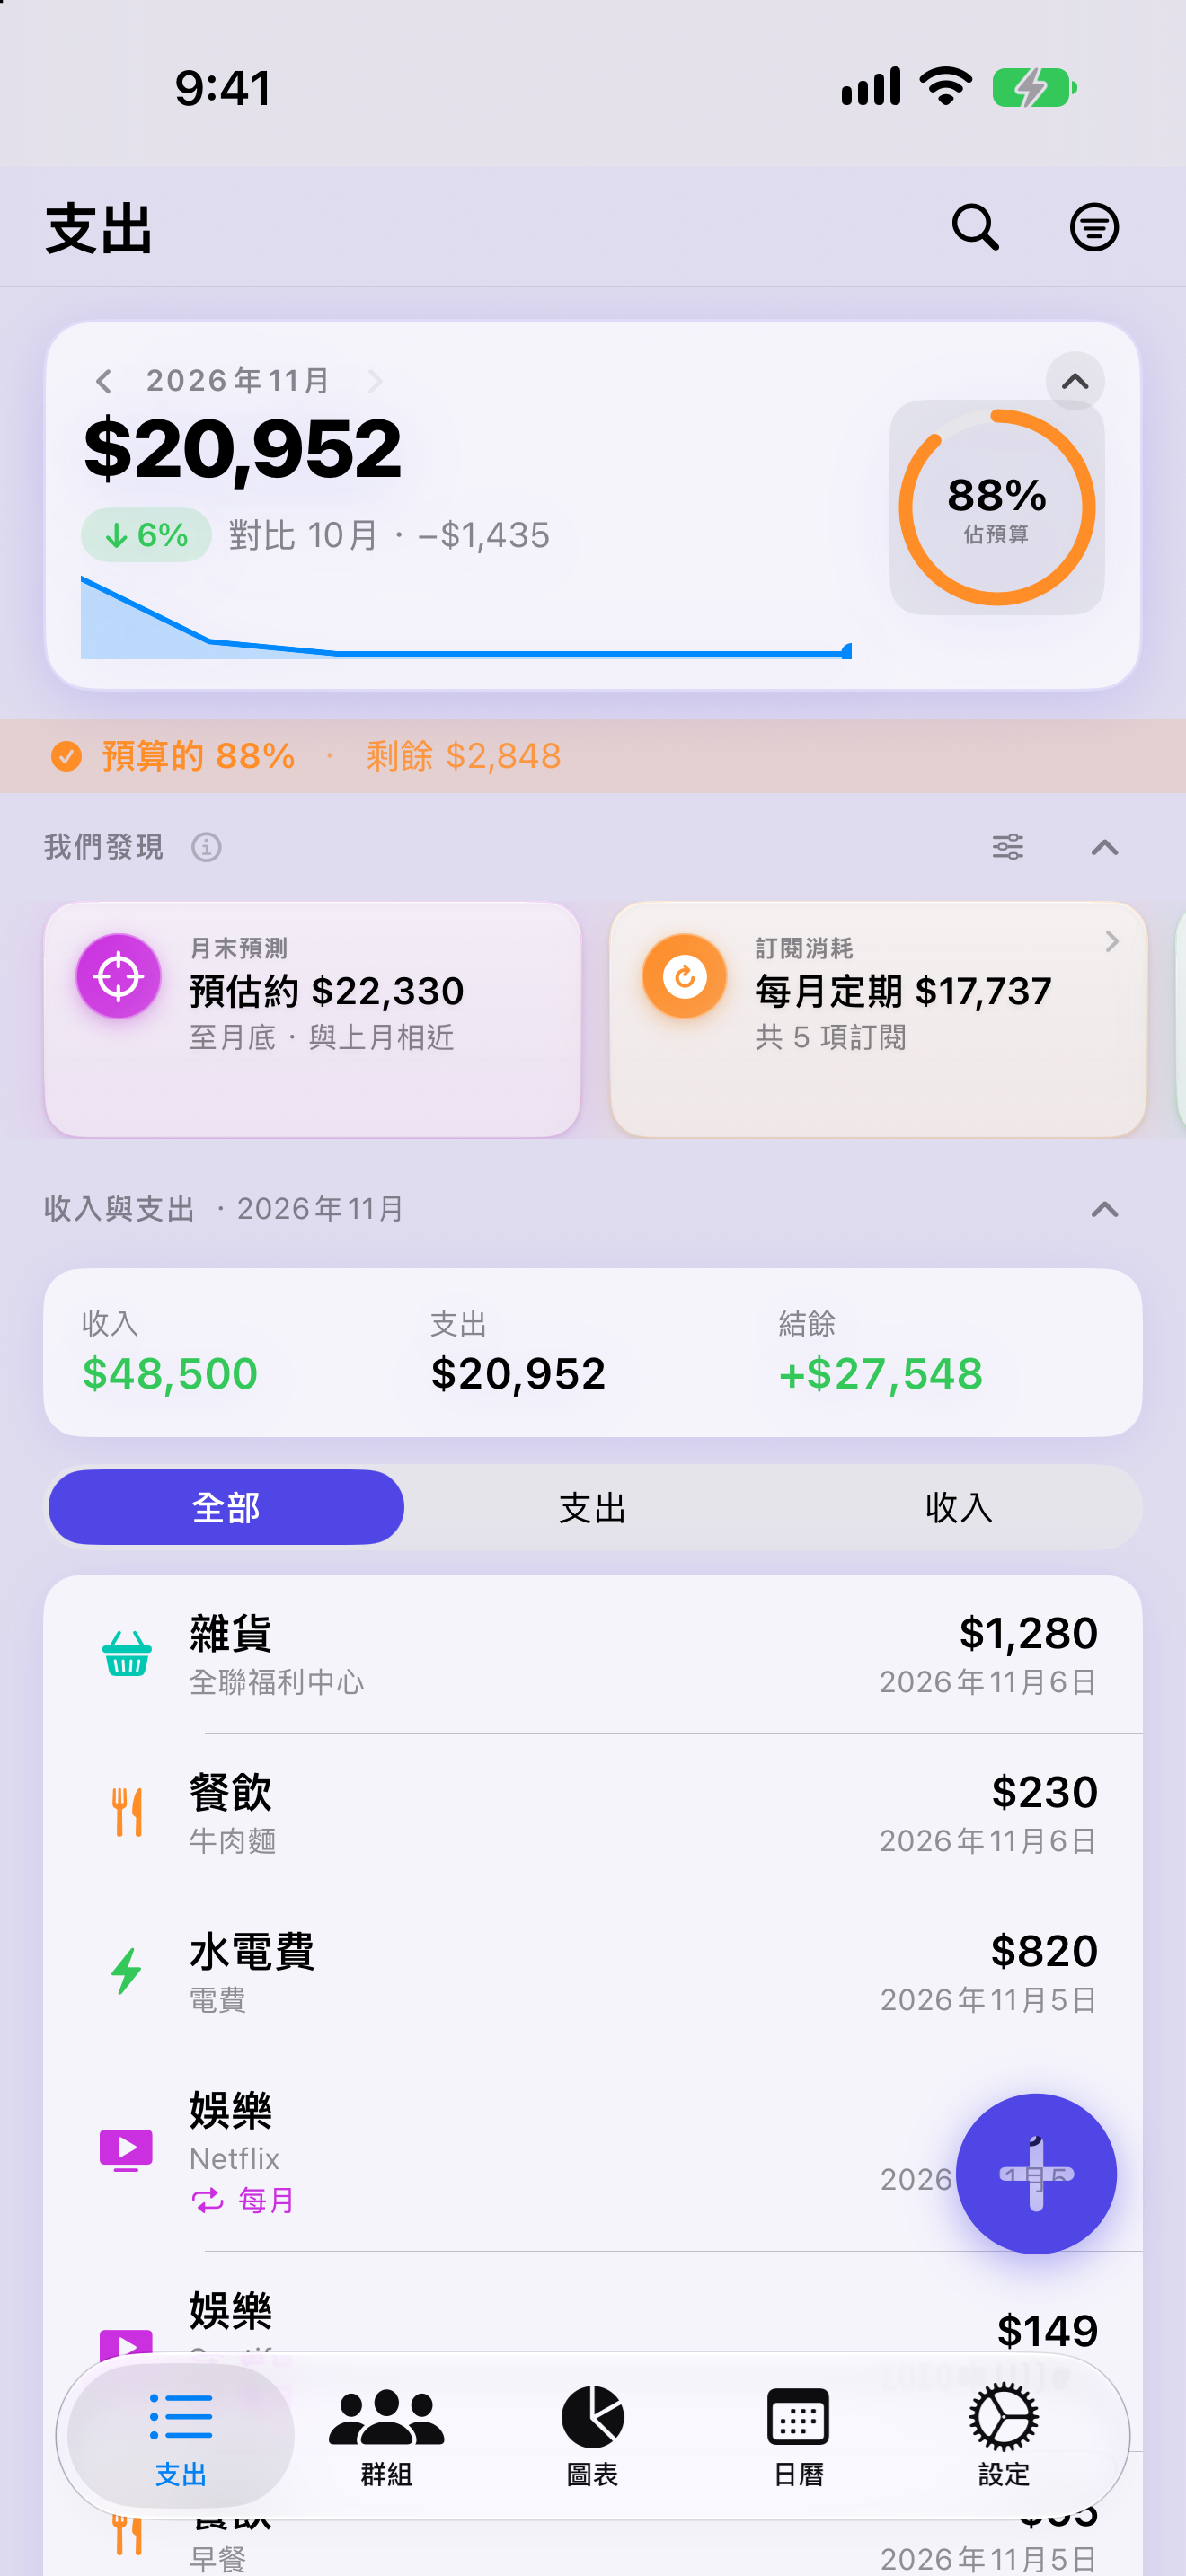 9:41
支出
2026年11月
$20,952
↓ 6% 對比 10月 · –$1,435
88%
佔預算
預算的 88% · 剩餘 $2,848
我們發現
月末預測
預估約 $22,330
至月底 · 與上月相近
訂閱消耗
每月定期 $17,737
共 5 項訂閱
收入與支出 · 2026年11月
收入 支出 結餘
$48,500 $20,952 +$27,548
全部 支出 收入
雜貨 $1,280
全聯福利中心 2026年11月6日
餐飲 $230
牛肉麵 2026年11月6日
水電費 $820
電費 2026年11月5日
娛樂
Netflix 2026
每月
娛樂 $149
支出 群組 圖表 日曆 設定
餐飲
早餐 2026年11月5日